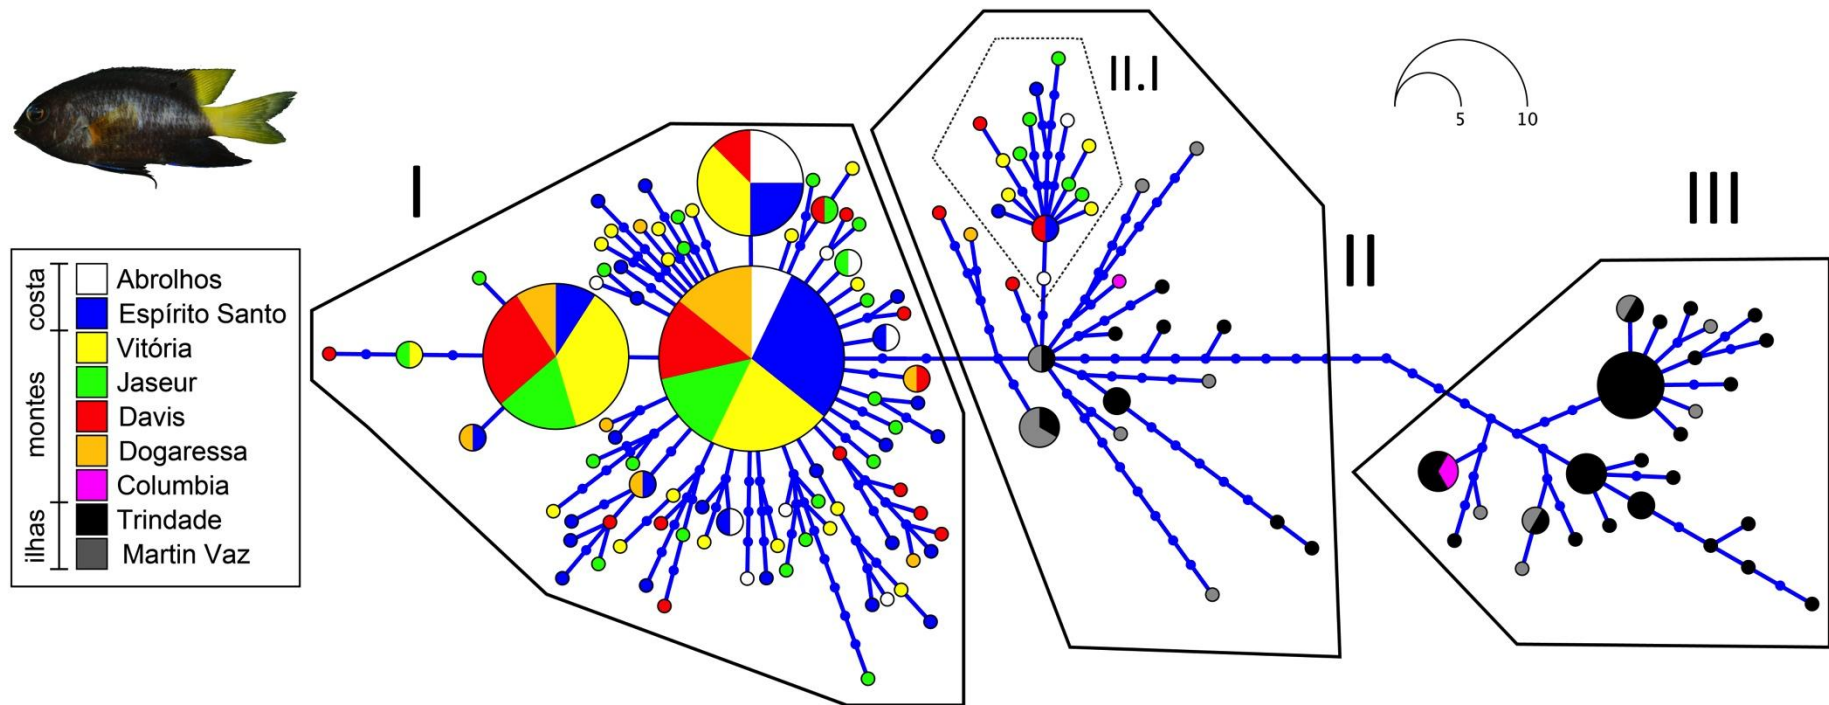 I
II.I
II
III
5 10
costa
montes
ilhas
Abrolhos
Espírito Santo
Vitória
Jaseur
Davis
Dogaressa
Columbia
Trindade
Martin Vaz